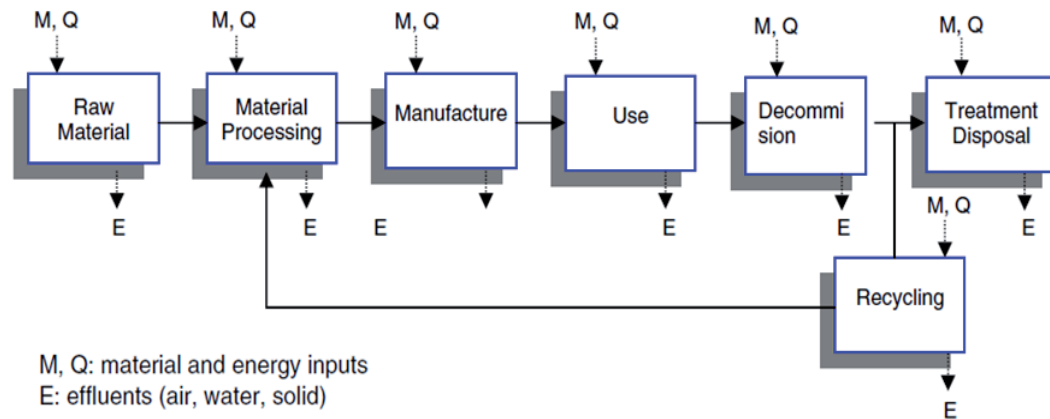 M, Q
M, Q
M, Q
M, Q
M, Q
M, Q
Raw
Material
Material
Processing
Manufacture
Use
Decommi
sion
Treatment
Disposal
E
E
E
E
E
E
M, Q
Recycling
E
M, Q: material and energy inputs
E: effluents (air, water, solid)